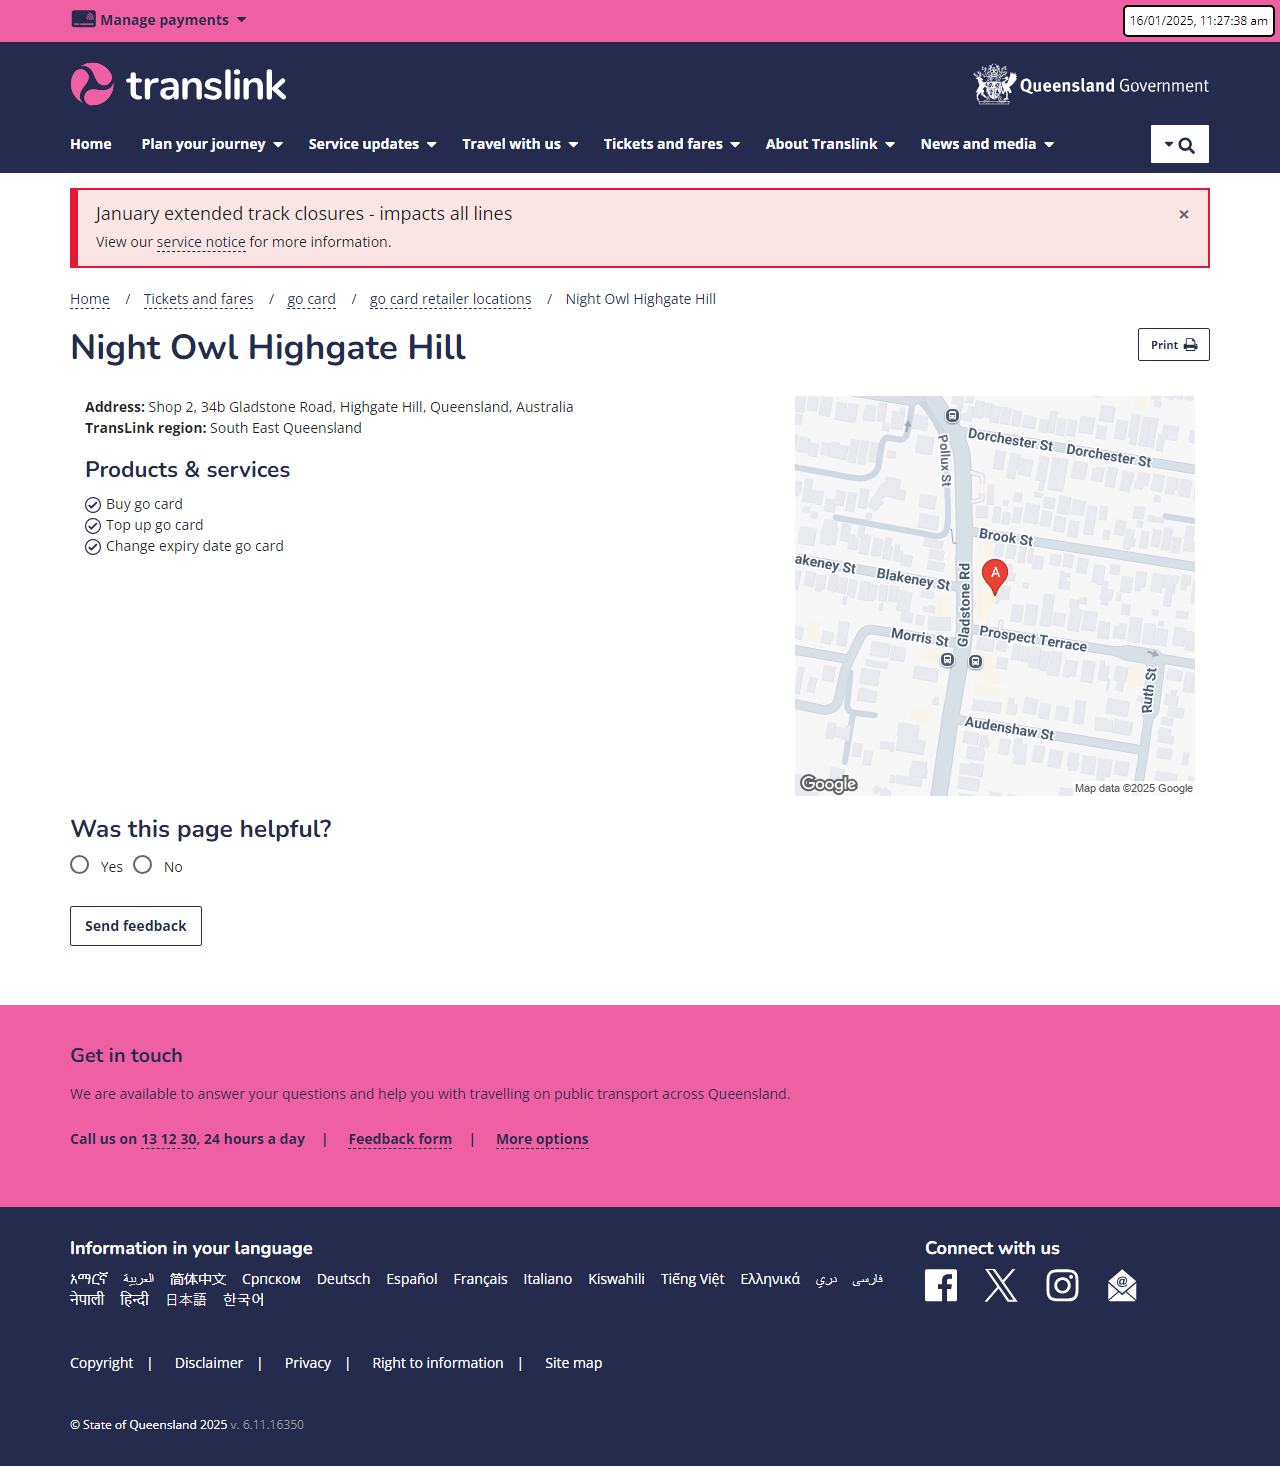 Manage payments
16/01/2025, 11:27:38 am
translink
Queensland Government
Home Plan your journey Service updates Travel with us Tickets and fares About Translink News and media
January extended track closures - impacts all lines
×
View our service notice for more information.
Home / Tickets and fares / go card / go card retailer locations / Night Owl Highgate Hill
Night Owl Highgate Hill
Print
Address: Shop 2, 34b Gladstone Road, Highgate Hill, Queensland, Australia
TransLink region: South East Queensland
Products & services
Buy go card
Top up go card
Change expiry date go card
Pollux St
Dorchester St
Dorchester St
Brook St
akeney St
Blakeney St
Gladstone Rd
A
Morris St
Prospect Terrace
Ruth St
Audenshaw St
Google
Map data ©2025 Google
Was this page helpful?
Yes No
Send feedback
Get in touch
We are available to answer your questions and help you with travelling on public transport across Queensland.
Call us on 13 12 30, 24 hours a day | Feedback form | More options
Information in your language
አማርኛ العربية 简体中文 Српском Deutsch Español Français Italiano Kiswahili Tiếng Việt Ελληνικά دري فارسی
नेपाली हिन्दी 日本語 한국어
Connect with us
Copyright | Disclaimer | Privacy | Right to information | Site map
© State of Queensland 2025 v. 6.11.16350